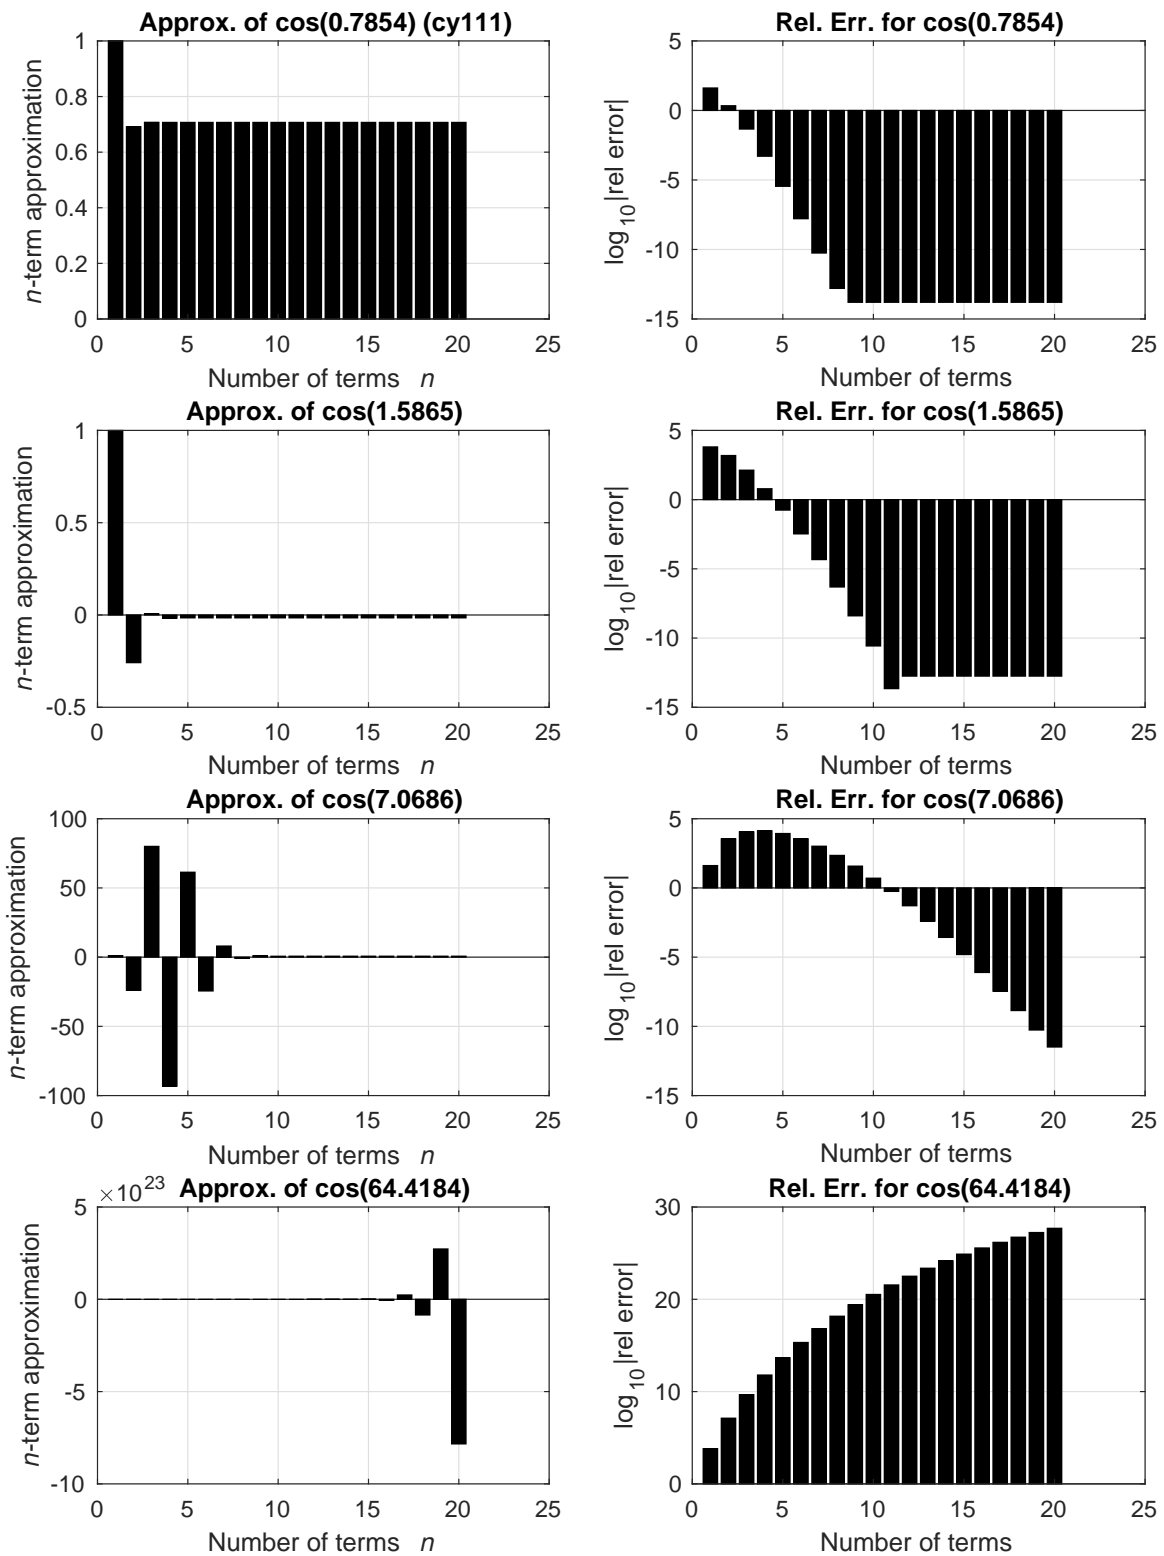 Approx. of cos(0.7854) (cy111)
n-term approximation
1
0.8
0.6
0.4
0.2
0
0 5 10 15 20 25
Number of terms n
Rel. Err. for cos(0.7854)
log10|rel error|
5
0
-5
-10
-15
0 5 10 15 20 25
Number of terms
Approx. of cos(1.5865)
n-term approximation
1
0.5
0
-0.5
0 5 10 15 20 25
Number of terms n
Rel. Err. for cos(1.5865)
log10|rel error|
5
0
-5
-10
-15
0 5 10 15 20 25
Number of terms
Approx. of cos(7.0686)
n-term approximation
100
50
0
-50
-100
0 5 10 15 20 25
Number of terms n
Rel. Err. for cos(7.0686)
log10|rel error|
5
0
-5
-10
-15
0 5 10 15 20 25
Number of terms
×10^23 Approx. of cos(64.4184)
n-term approximation
5
0
-5
-10
0 5 10 15 20 25
Number of terms n
Rel. Err. for cos(64.4184)
log10|rel error|
30
20
10
0
0 5 10 15 20 25
Number of terms